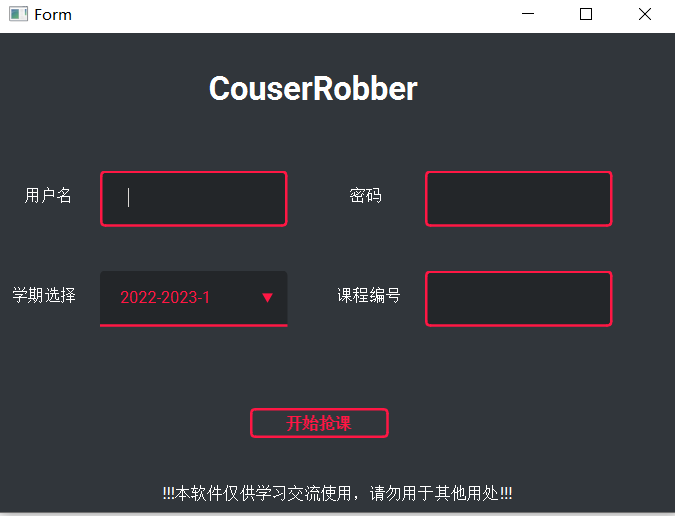 Form
CouserRobber
用户名
密码
学期选择
2022-2023-1
课程编号
开始抢课
!!!本软件仅供学习交流使用，请勿用于其他用处!!!